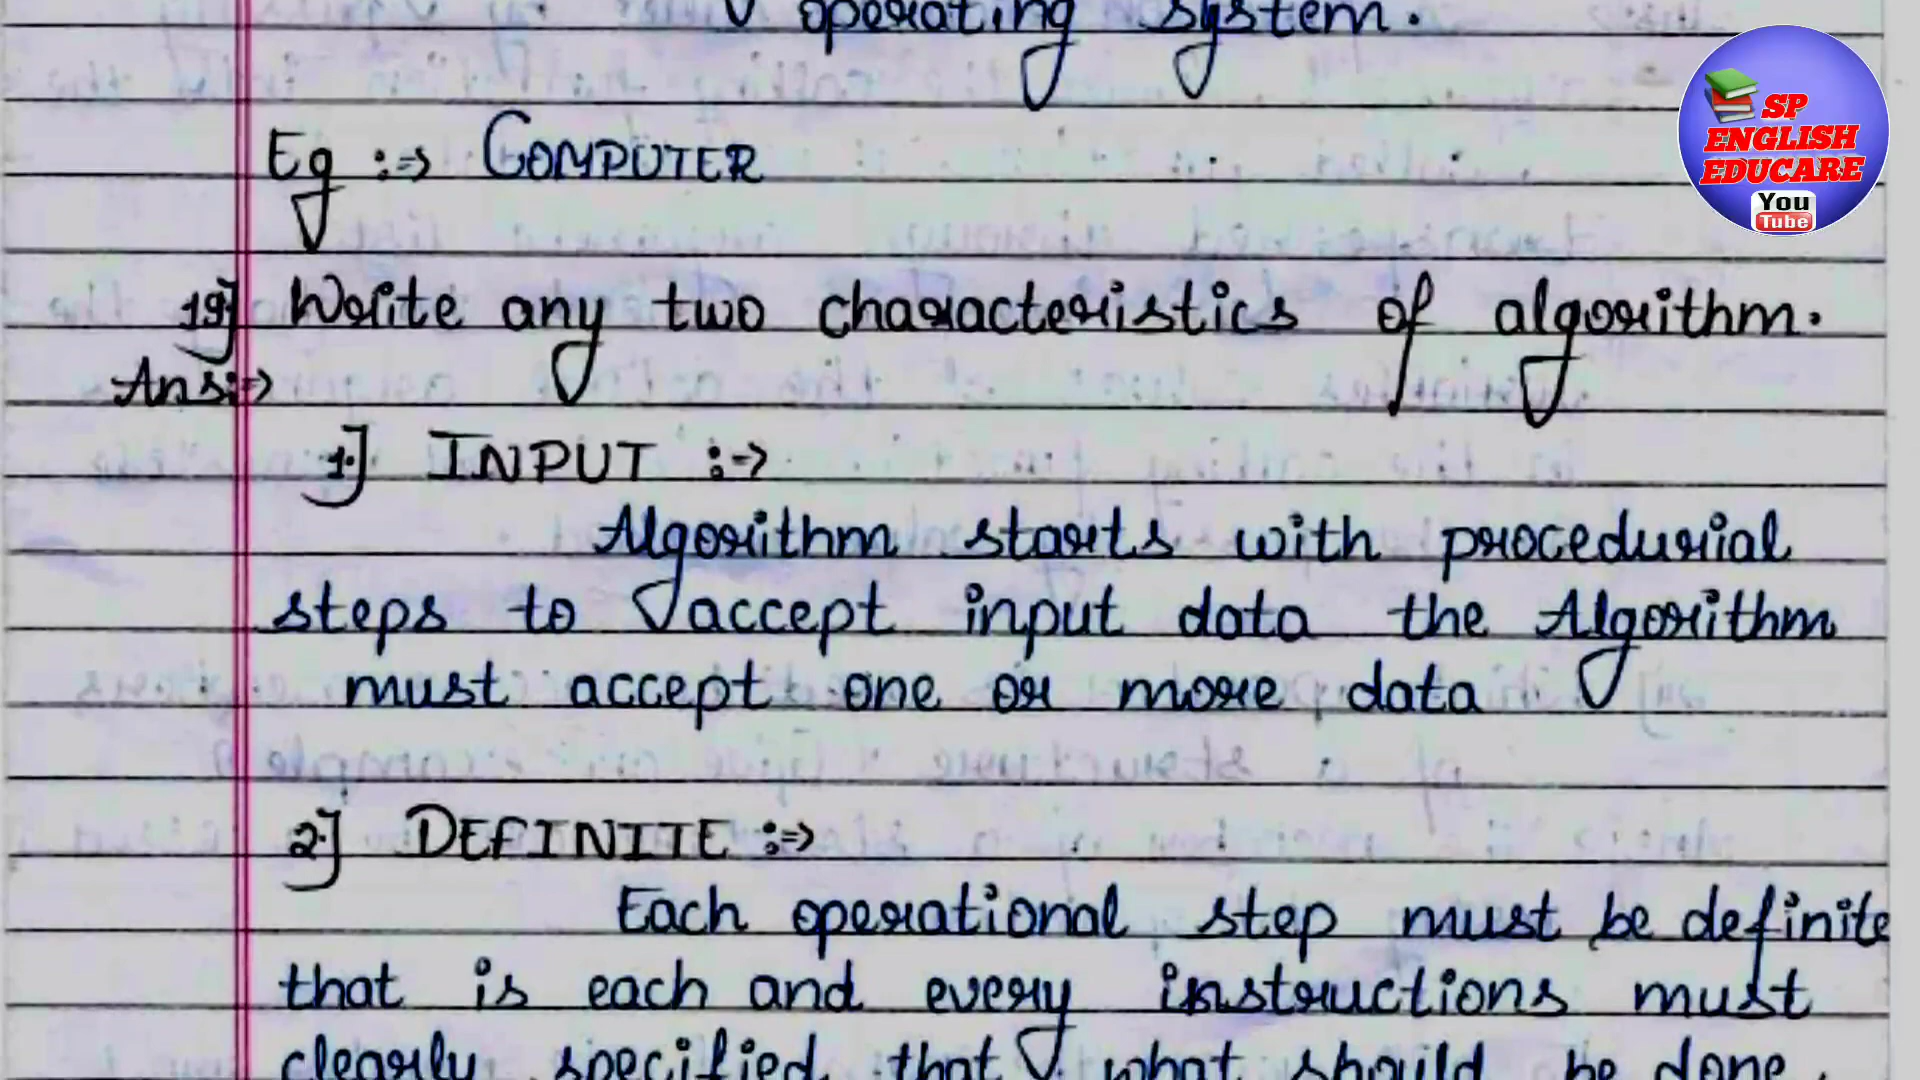 operating system.
Eg :⇒ COMPUTER
19] Write any two characteristics of algorithm.
Ans:⇒
1.] INPUT :⇒
Algorithm starts with procedurial
steps to accept input data the Algorithm
must accept one or more data
2.] DEFINITE :⇒
Each operational step must be definite
that is each and every instructions must
clearly specified that what should be done.
SP
ENGLISH
EDUCARE
You
Tube